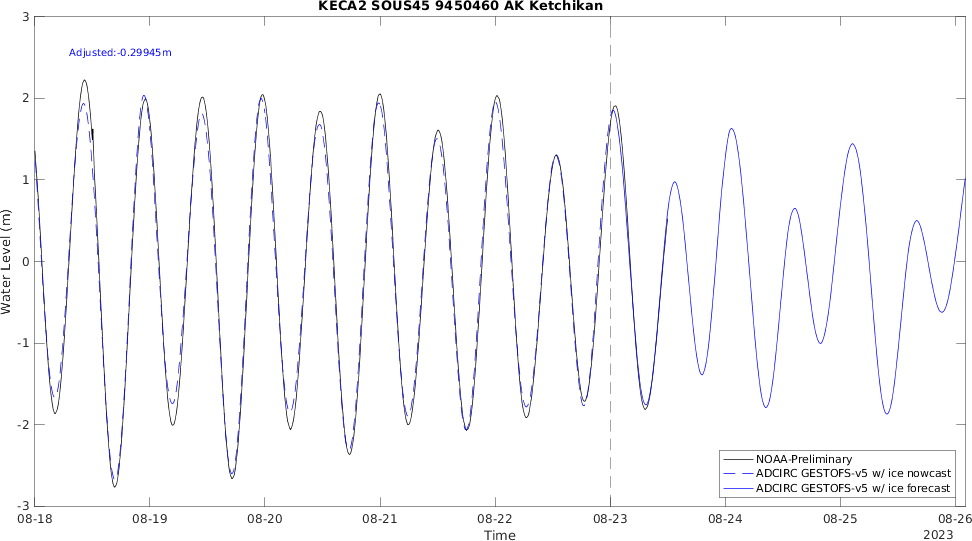 KECA2 SOUS45 9450460 AK Ketchikan
Adjusted:-0.29945m
Water Level (m)
3
2
1
0
-1
-2
-3
NOAA-Preliminary
ADCIRC GESTOFS-v5 w/ ice nowcast
ADCIRC GESTOFS-v5 w/ ice forecast
08-18 08-19 08-20 08-21 08-22 08-23 08-24 08-25 08-26
Time
2023